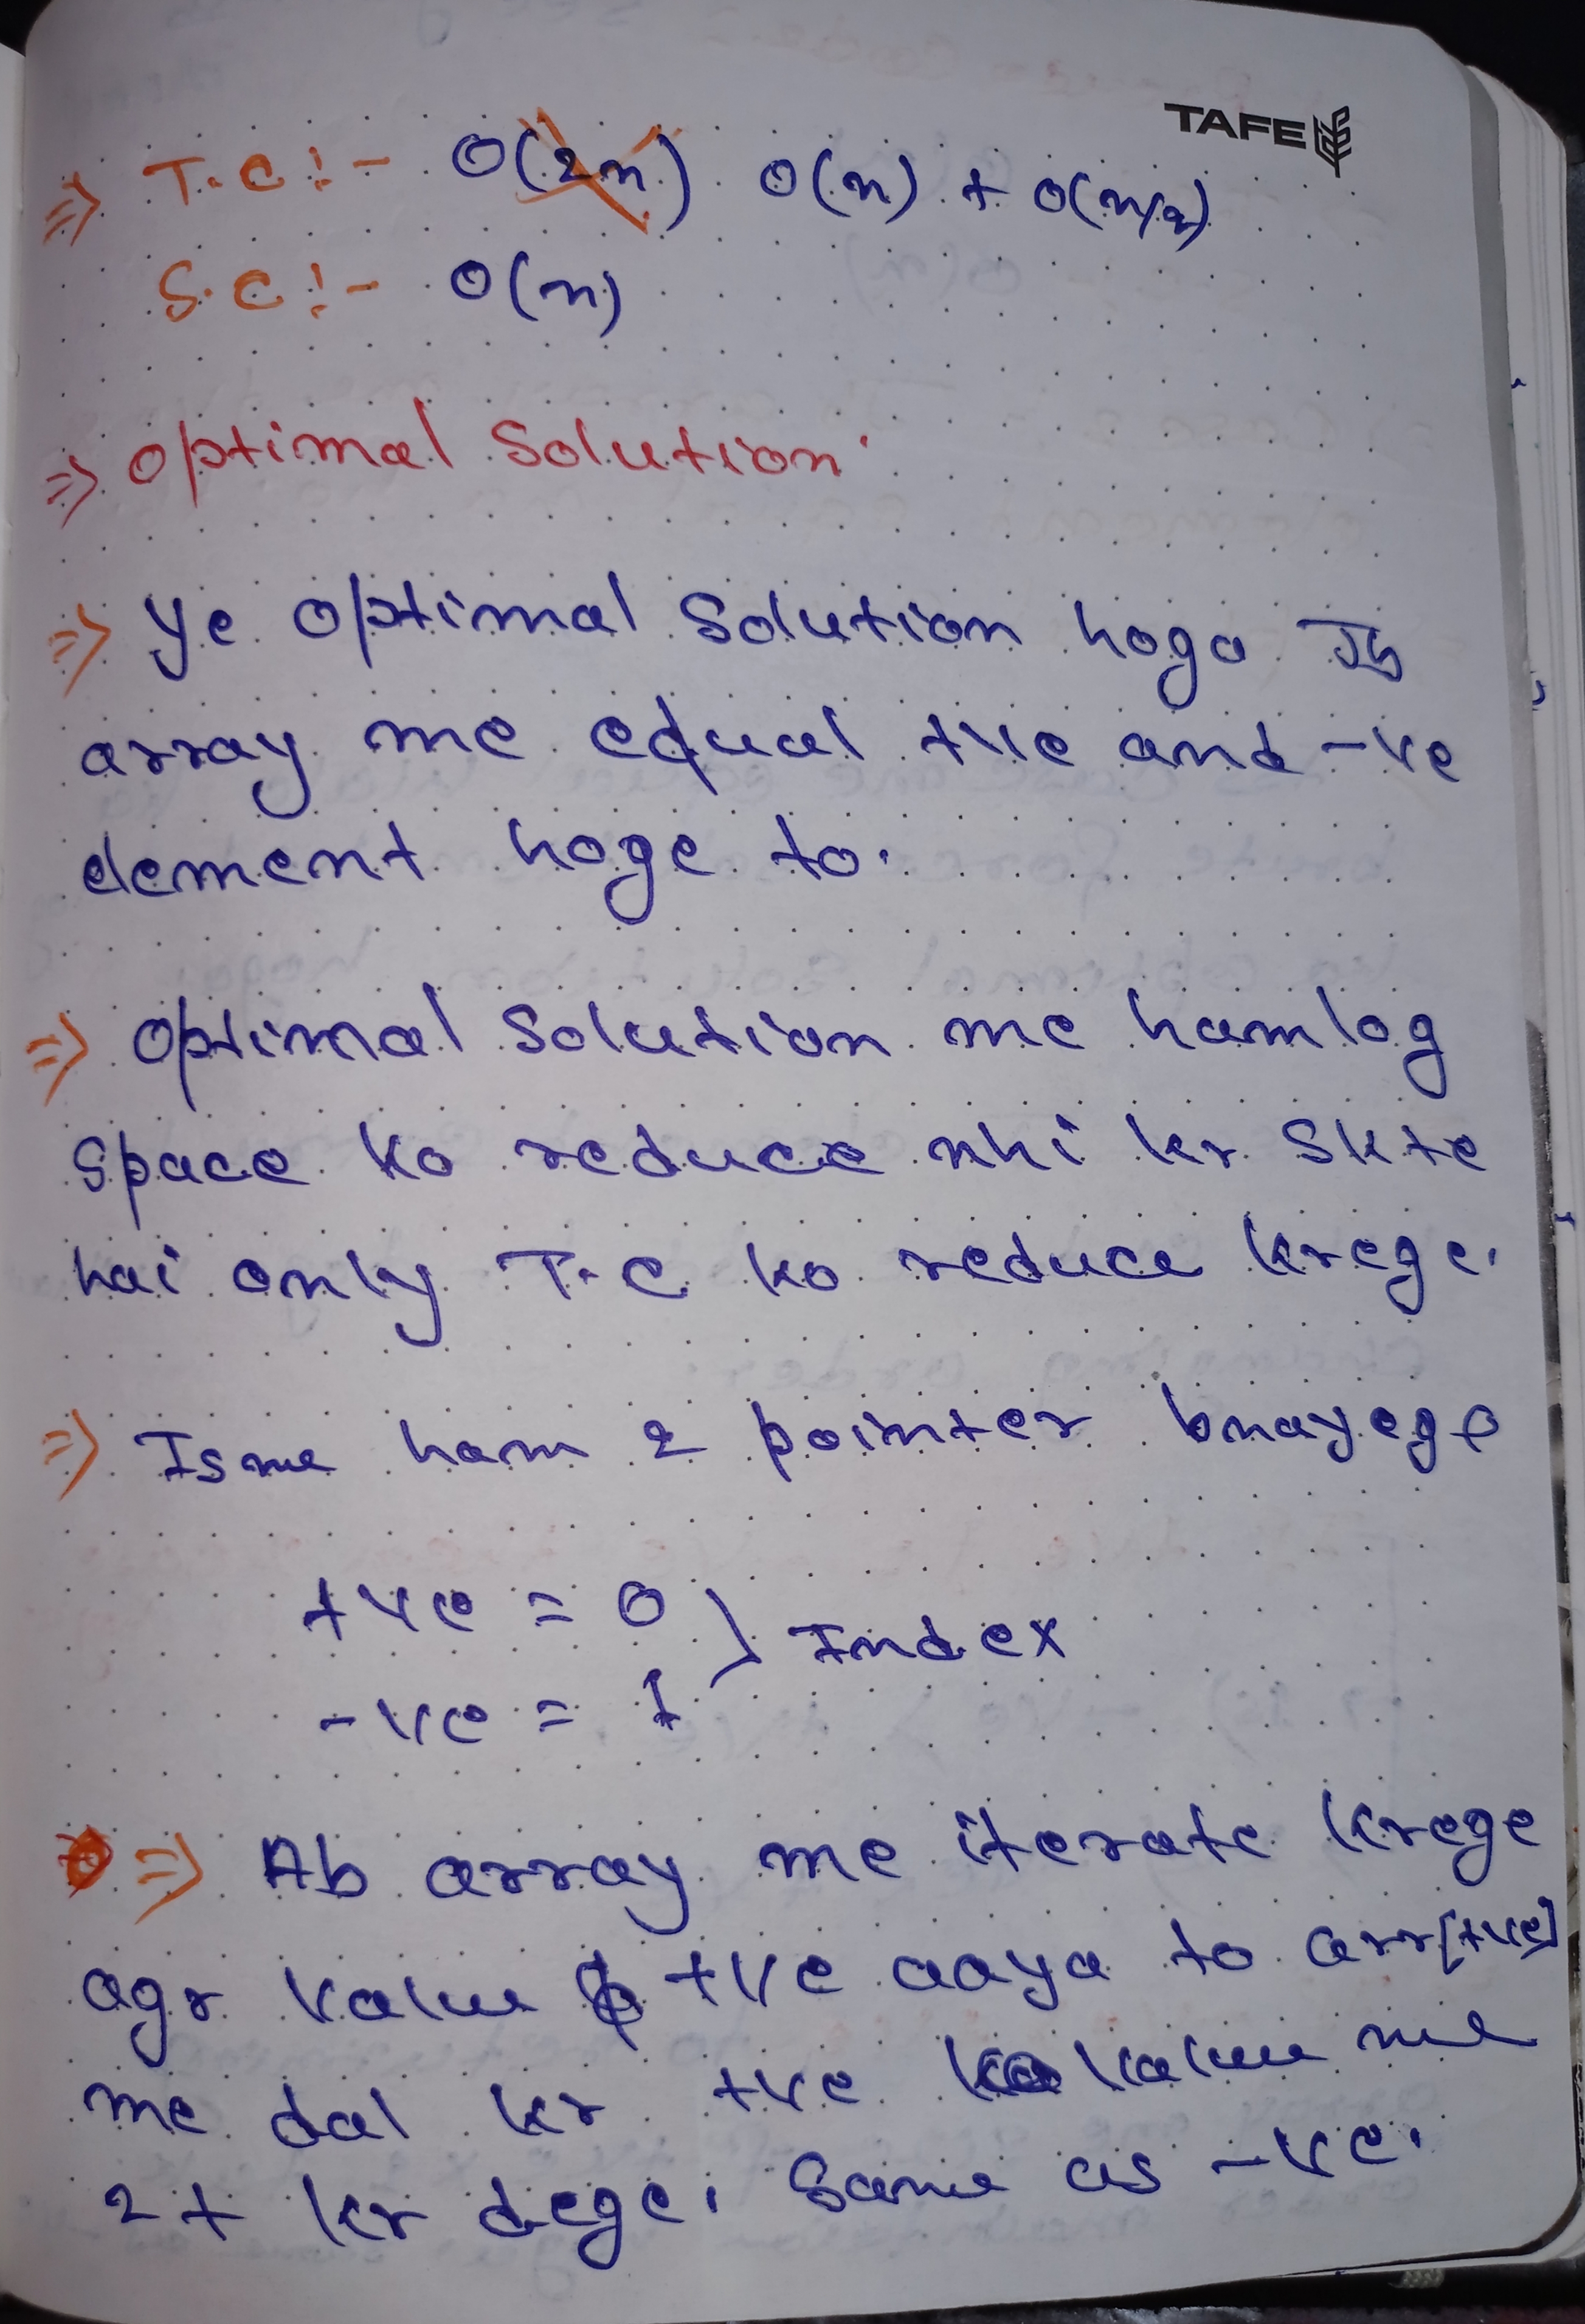 TAFE
⇒ T.C :- O(2n) O(n) + O(n/2)
S.C :- O(n)
⇒ Optimal Solution
⇒ Ye Optimal Solution hoga Is
array me equal +ve and -ve
element hoge to.
⇒ Optimal Solution me hamlog
Space ko reduce nhi kr Skte
hai only T.C ko reduce krege.
⇒ Isme ham 2 pointer bnayege
+ve = 0
} Index
-ve = 1
⇒ Ab array me iterate krege
agr value +ve aaya to arr[+ve]
me dal kr +ve ka value me
2+ kr dege. Same as -ve.